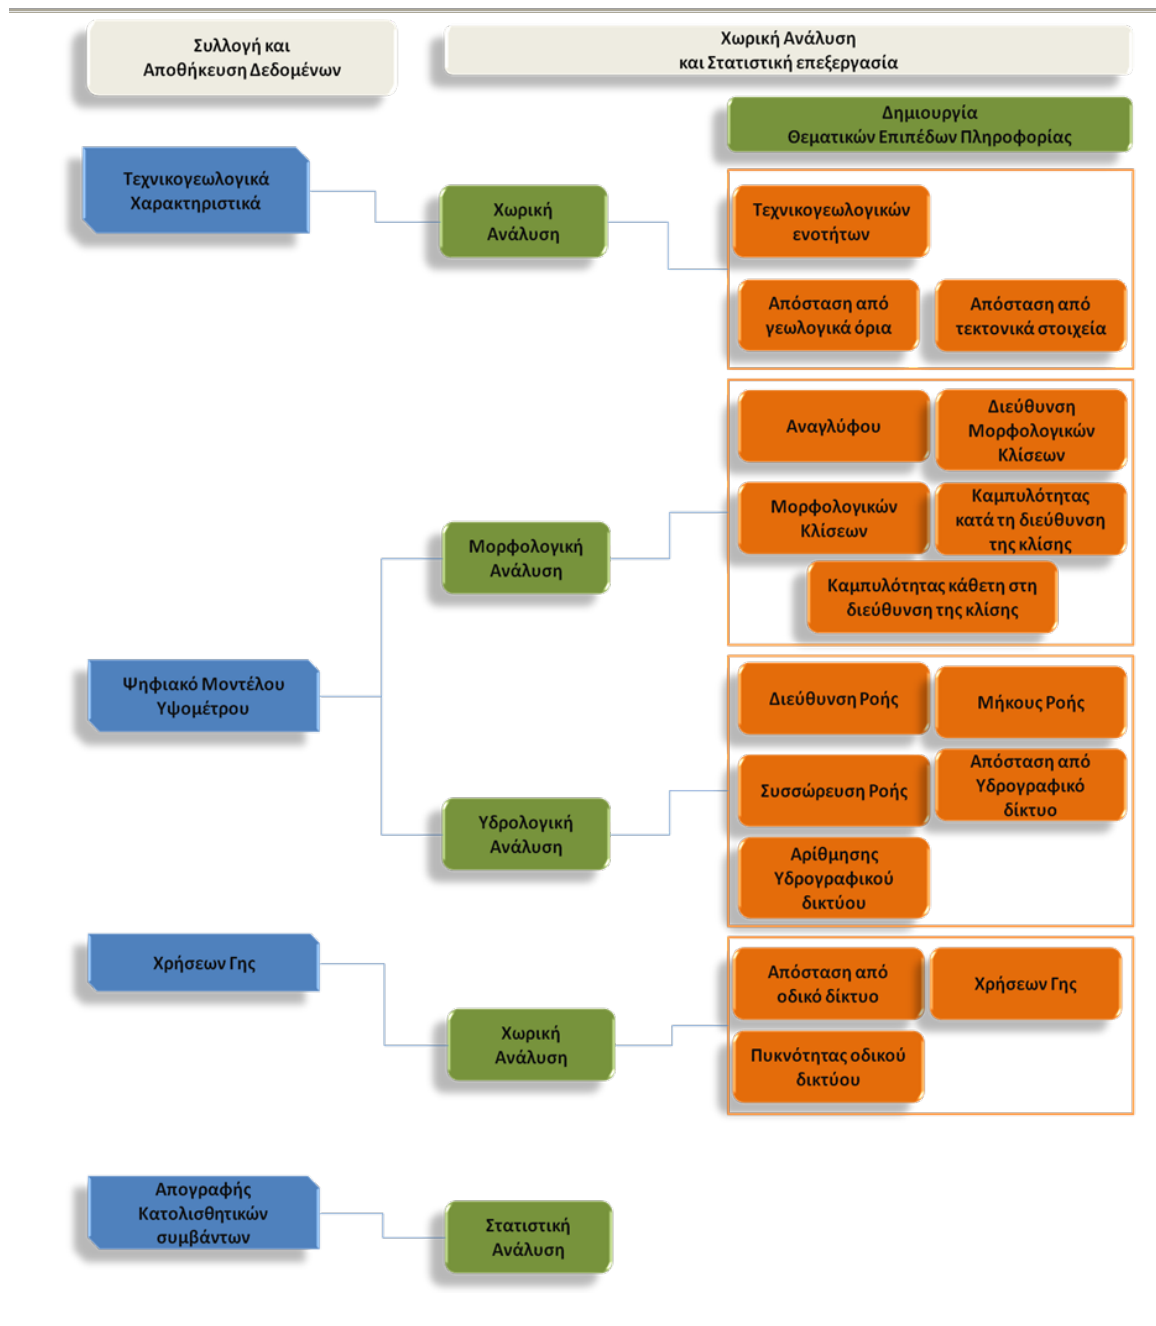 Συλλογή και
Αποθήκευση Δεδομένων
Χωρική Ανάλυση
και Στατιστική επεξεργασία
Δημιουργία
Θεματικών Επιπέδων Πληροφορίας
Τεχνικογεωλογικά
Χαρακτηριστικά
Χωρική
Ανάλυση
Τεχνικογεωλογικών
ενοτήτων
Απόσταση από
γεωλογικά όρια
Απόσταση από
τεκτονικά στοιχεία
Αναγλύφου
Διεύθυνση
Μορφολογικών
Κλίσεων
Μορφολογικών
Κλίσεων
Καμπυλότητας
κατά τη διεύθυνση
της κλίσης
Καμπυλότητας κάθετη στη
διεύθυνση της κλίσης
Μορφολογική
Ανάλυση
Ψηφιακό Μοντέλου
Υψομέτρου
Υδρολογική
Ανάλυση
Διεύθυνση Ροής
Μήκους Ροής
Συσσώρευση Ροής
Απόσταση από
Υδρογραφικό
δίκτυο
Αρίθμησης
Υδρογραφικού
δικτύου
Χρήσεων Γης
Χωρική
Ανάλυση
Απόσταση από
οδικό δίκτυο
Χρήσεων Γης
Πυκνότητας οδικού
δικτύου
Απογραφής
Κατολισθητικών
συμβάντων
Στατιστική
Ανάλυση